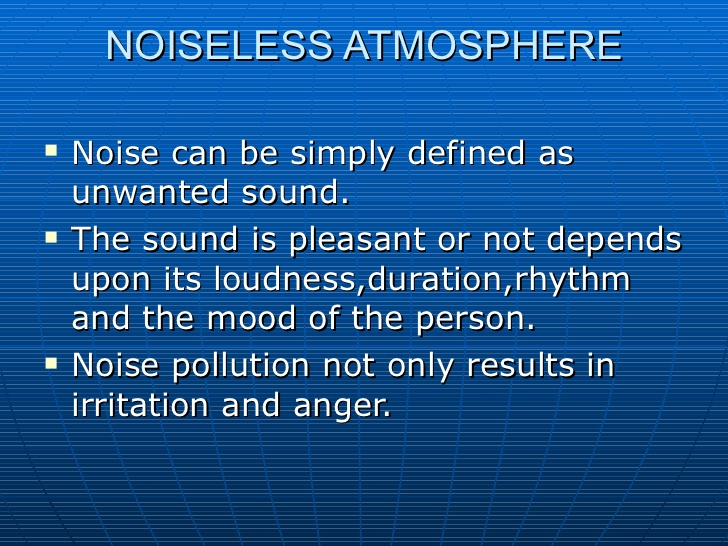 NOISELESS ATMOSPHERE
Noise can be simply defined as
unwanted sound.
The sound is pleasant or not depends
upon its loudness,duration,rhythm
and the mood of the person.
Noise pollution not only results in
irritation and anger.